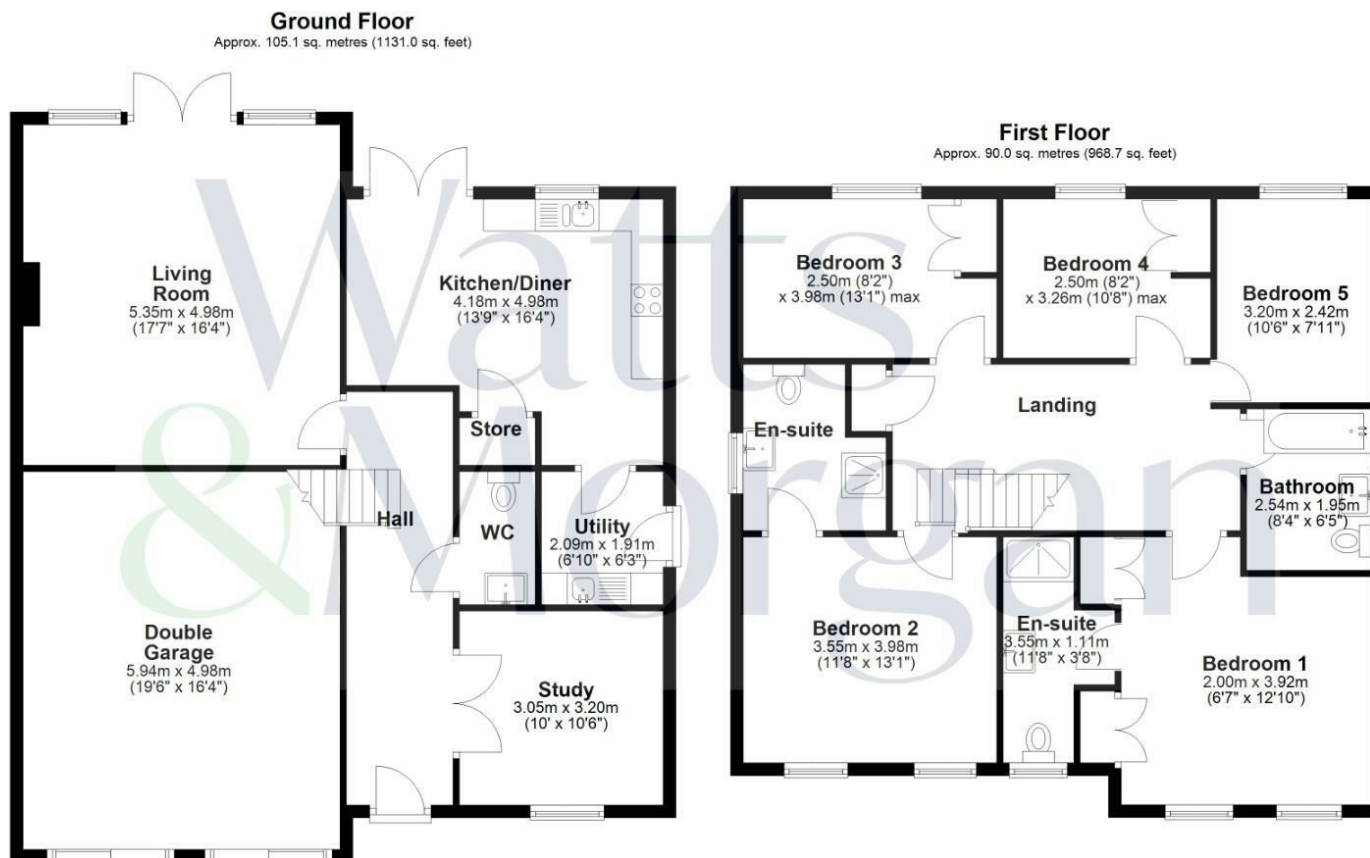 Ground Floor
Approx. 105.1 sq. metres (1131.0 sq. feet)
Living
Room
5.35m x 4.98m
(17'7" x 16'4")
Kitchen/Diner
4.18m x 4.98m
(13'9" x 16'4")
Store
Hall
WC
Utility
2.09m x 1.91m
(6'10" x 6'3")
Double
Garage
5.94m x 4.98m
(19'6" x 16'4")
Study
3.05m x 3.20m
(10' x 10'6")
First Floor
Approx. 90.0 sq. metres (968.7 sq. feet)
Bedroom 3
2.50m (8'2")
x 3.98m (13'1") max
Bedroom 4
2.50m (8'2")
x 3.26m (10'8") max
Bedroom 5
3.20m x 2.42m
(10'6" x 7'11")
En-suite
Landing
Bathroom
2.54m x 1.95m
(8'4" x 6'5")
Bedroom 2
3.55m x 3.98m
(11'8" x 13'1")
En-suite
3.55m x 1.11m
(11'8" x 3'8")
Bedroom 1
2.00m x 3.92m
(6'7" x 12'10")
Watts
&Morgan